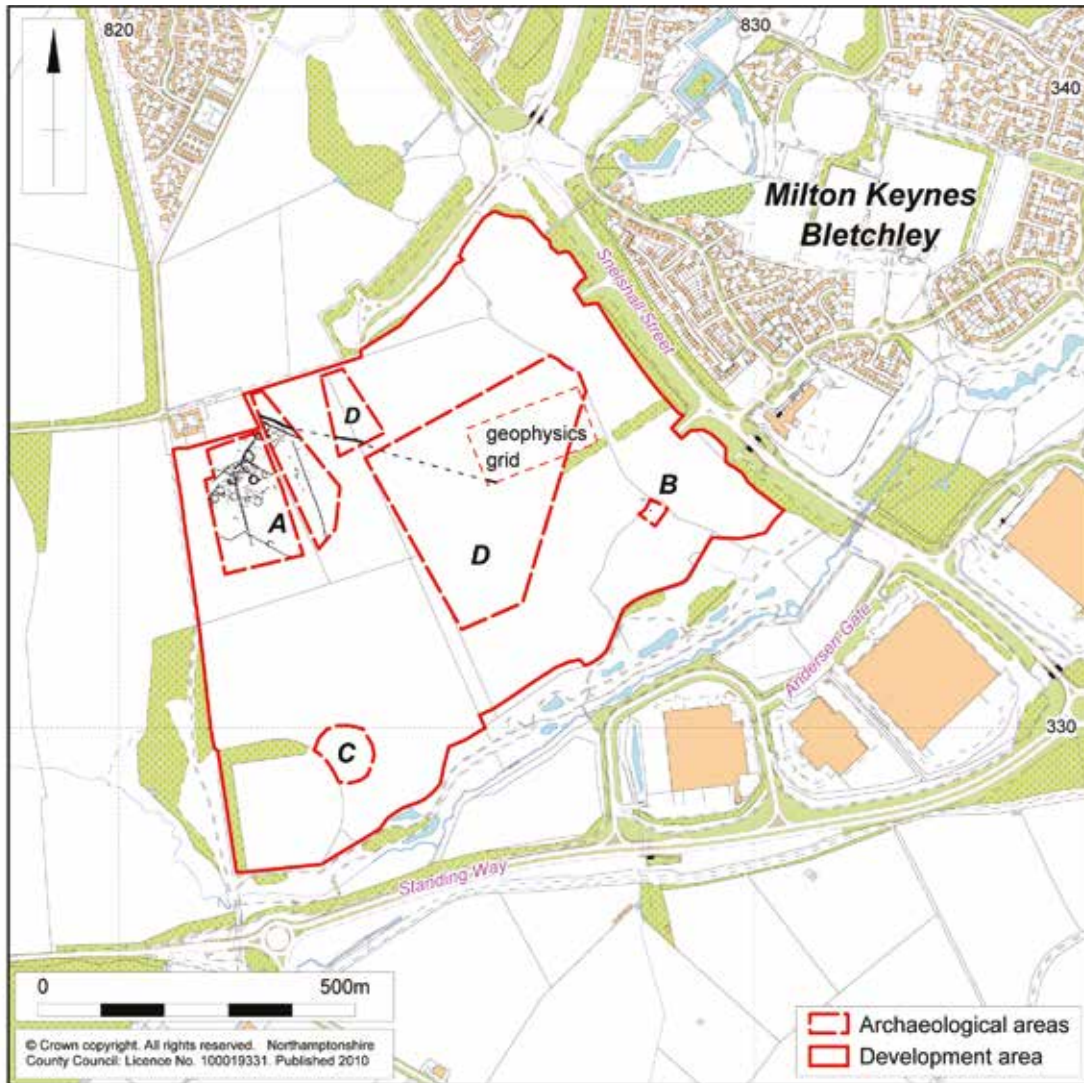 820
830
340
Milton Keynes
Bletchley
Snelshall Street
D
geophysics
grid
A
B
D
Andersen Gate
C
330
Standing Way
0 500m
© Crown copyright. All rights reserved. Northamptonshire
County Council: Licence No. 100019331. Published 2010
Archaeological areas
Development area